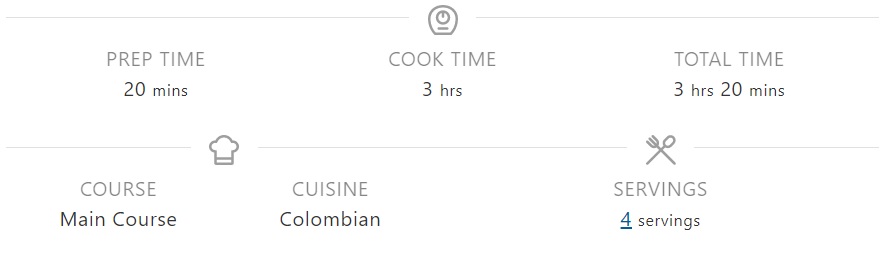 PREP TIME COOK TIME TOTAL TIME
20 mins 3 hrs 3 hrs 20 mins
COURSE CUISINE SERVINGS
Main Course Colombian 4 servings